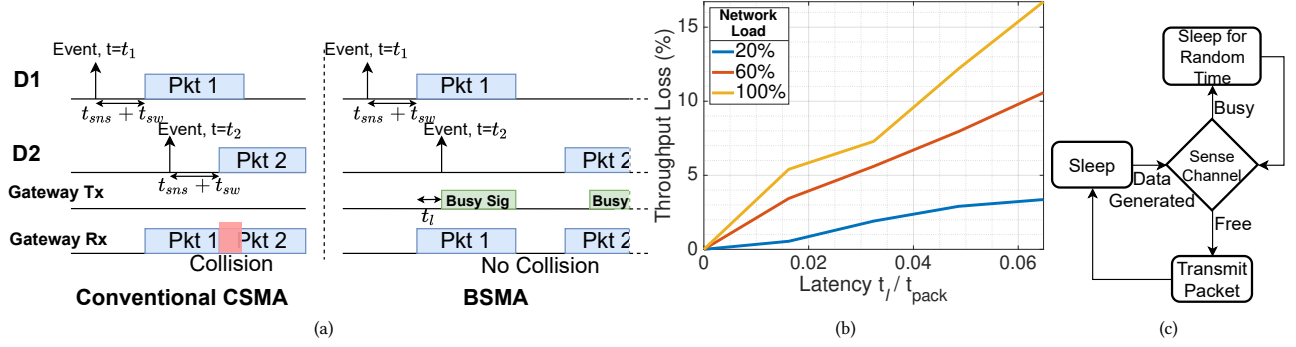 Event, t=t1
D1
Pkt 1
tsns + tsw
Event, t=t2
D2
Pkt 2
tsns + tsw
Gateway Tx
Gateway Rx
Pkt 1
Pkt 2
Collision
Conventional CSMA
Event, t=t1
Pkt 1
tsns + tsw
Event, t=t2
Pkt 2
Busy Sig
Busy
tl
Pkt 1
Pkt 2
No Collision
BSMA
(a)
Throughput Loss (%)
15
10
5
0
Network
Load
20%
60%
100%
0
0.02
0.04
0.06
Latency tl / tpack
(b)
Sleep for
Random
Time
Busy
Sleep
Data
Generated
Sense
Channel
Free
Transmit
Packet
(c)